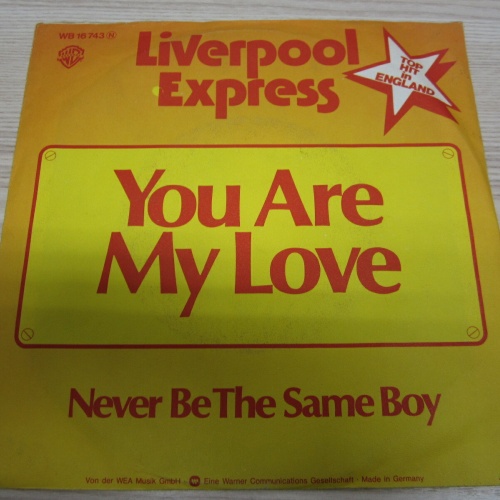 WB 16 743 N
Liverpool
Express
TOP
HIT in
ENGLAND
You Are
My Love
Never Be The Same Boy
Von der WEA Musik GmbH - Eine Warner Communications Gesellschaft - Made in Germany